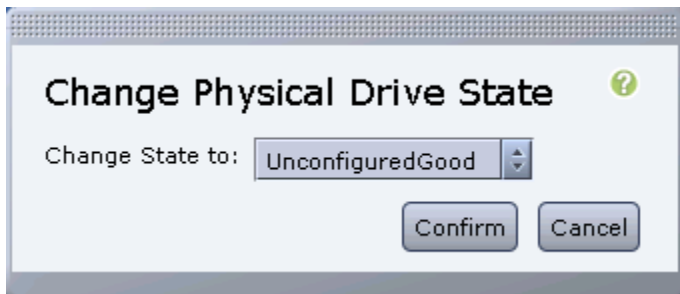 Change Physical Drive State ?
Change State to: UnconfiguredGood
Confirm Cancel